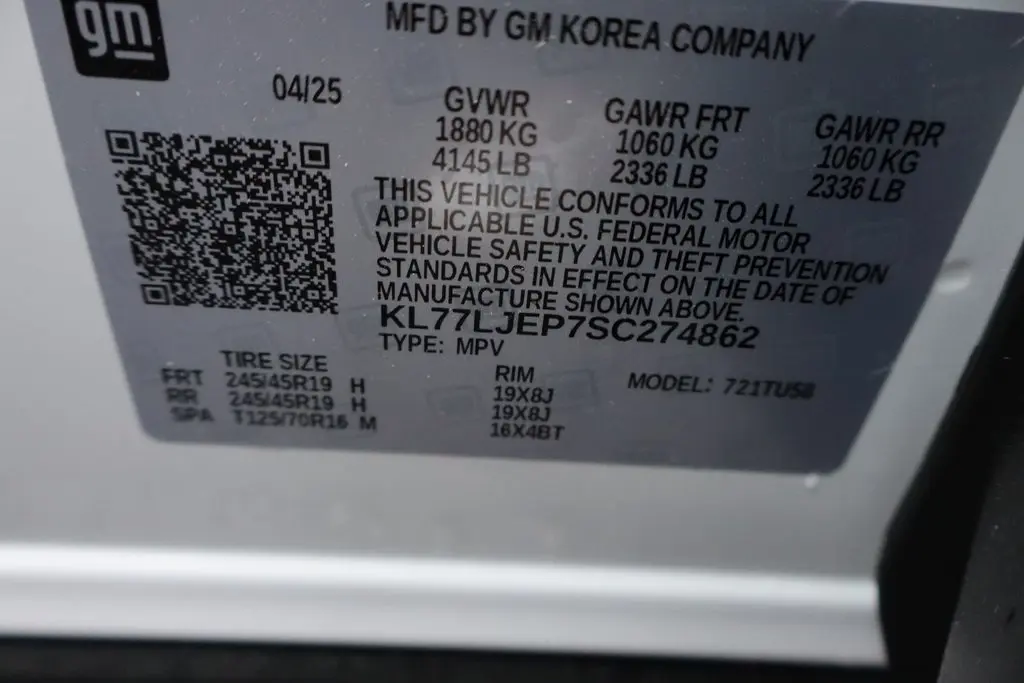 gm
MFD BY GM KOREA COMPANY
04/25
GVWR GAWR FRT GAWR RR
1880 KG 1060 KG 1060 KG
4145 LB 2336 LB 2336 LB
THIS VEHICLE CONFORMS TO ALL
APPLICABLE U.S. FEDERAL MOTOR
VEHICLE SAFETY AND THEFT PREVENTION
STANDARDS IN EFFECT ON THE DATE OF
MANUFACTURE SHOWN ABOVE.
KL77LJEP7SC274862
TYPE: MPV
TIRE SIZE RIM MODEL: 721TU58
FRT 245/45R19 H 19X8J
RR 245/45R19 H 19X8J
SPA T125/70R16 M 16X4BT